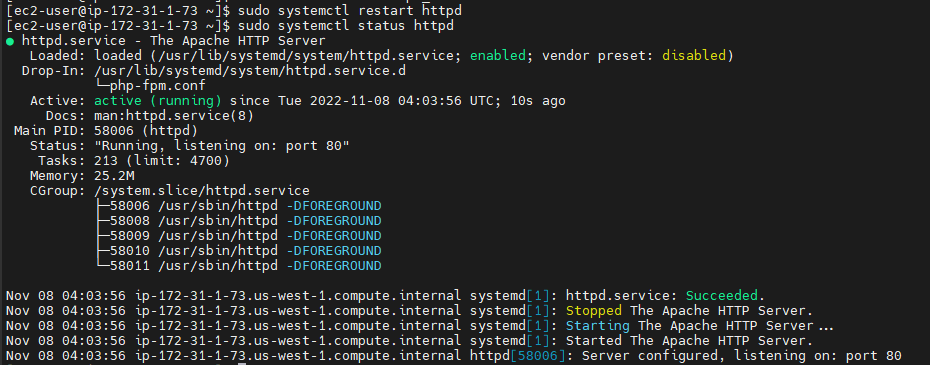 [ec2-user@ip-172-31-1-73 ~]$ sudo systemctl restart httpd
[ec2-user@ip-172-31-1-73 ~]$ sudo systemctl status httpd
● httpd.service - The Apache HTTP Server
   Loaded: loaded (/usr/lib/systemd/system/httpd.service; enabled; vendor preset: disabled)
  Drop-In: /usr/lib/systemd/system/httpd.service.d
           └─php-fpm.conf
   Active: active (running) since Tue 2022-11-08 04:03:56 UTC; 10s ago
     Docs: man:httpd.service(8)
 Main PID: 58006 (httpd)
   Status: "Running, listening on: port 80"
    Tasks: 213 (limit: 4700)
   Memory: 25.2M
   CGroup: /system.slice/httpd.service
           ├─58006 /usr/sbin/httpd -DFOREGROUND
           ├─58008 /usr/sbin/httpd -DFOREGROUND
           ├─58009 /usr/sbin/httpd -DFOREGROUND
           ├─58010 /usr/sbin/httpd -DFOREGROUND
           └─58011 /usr/sbin/httpd -DFOREGROUND
Nov 08 04:03:56 ip-172-31-1-73.us-west-1.compute.internal systemd[1]: httpd.service: Succeeded.
Nov 08 04:03:56 ip-172-31-1-73.us-west-1.compute.internal systemd[1]: Stopped The Apache HTTP Server.
Nov 08 04:03:56 ip-172-31-1-73.us-west-1.compute.internal systemd[1]: Starting The Apache HTTP Server...
Nov 08 04:03:56 ip-172-31-1-73.us-west-1.compute.internal systemd[1]: Started The Apache HTTP Server.
Nov 08 04:03:56 ip-172-31-1-73.us-west-1.compute.internal httpd[58006]: Server configured, listening on: port 80